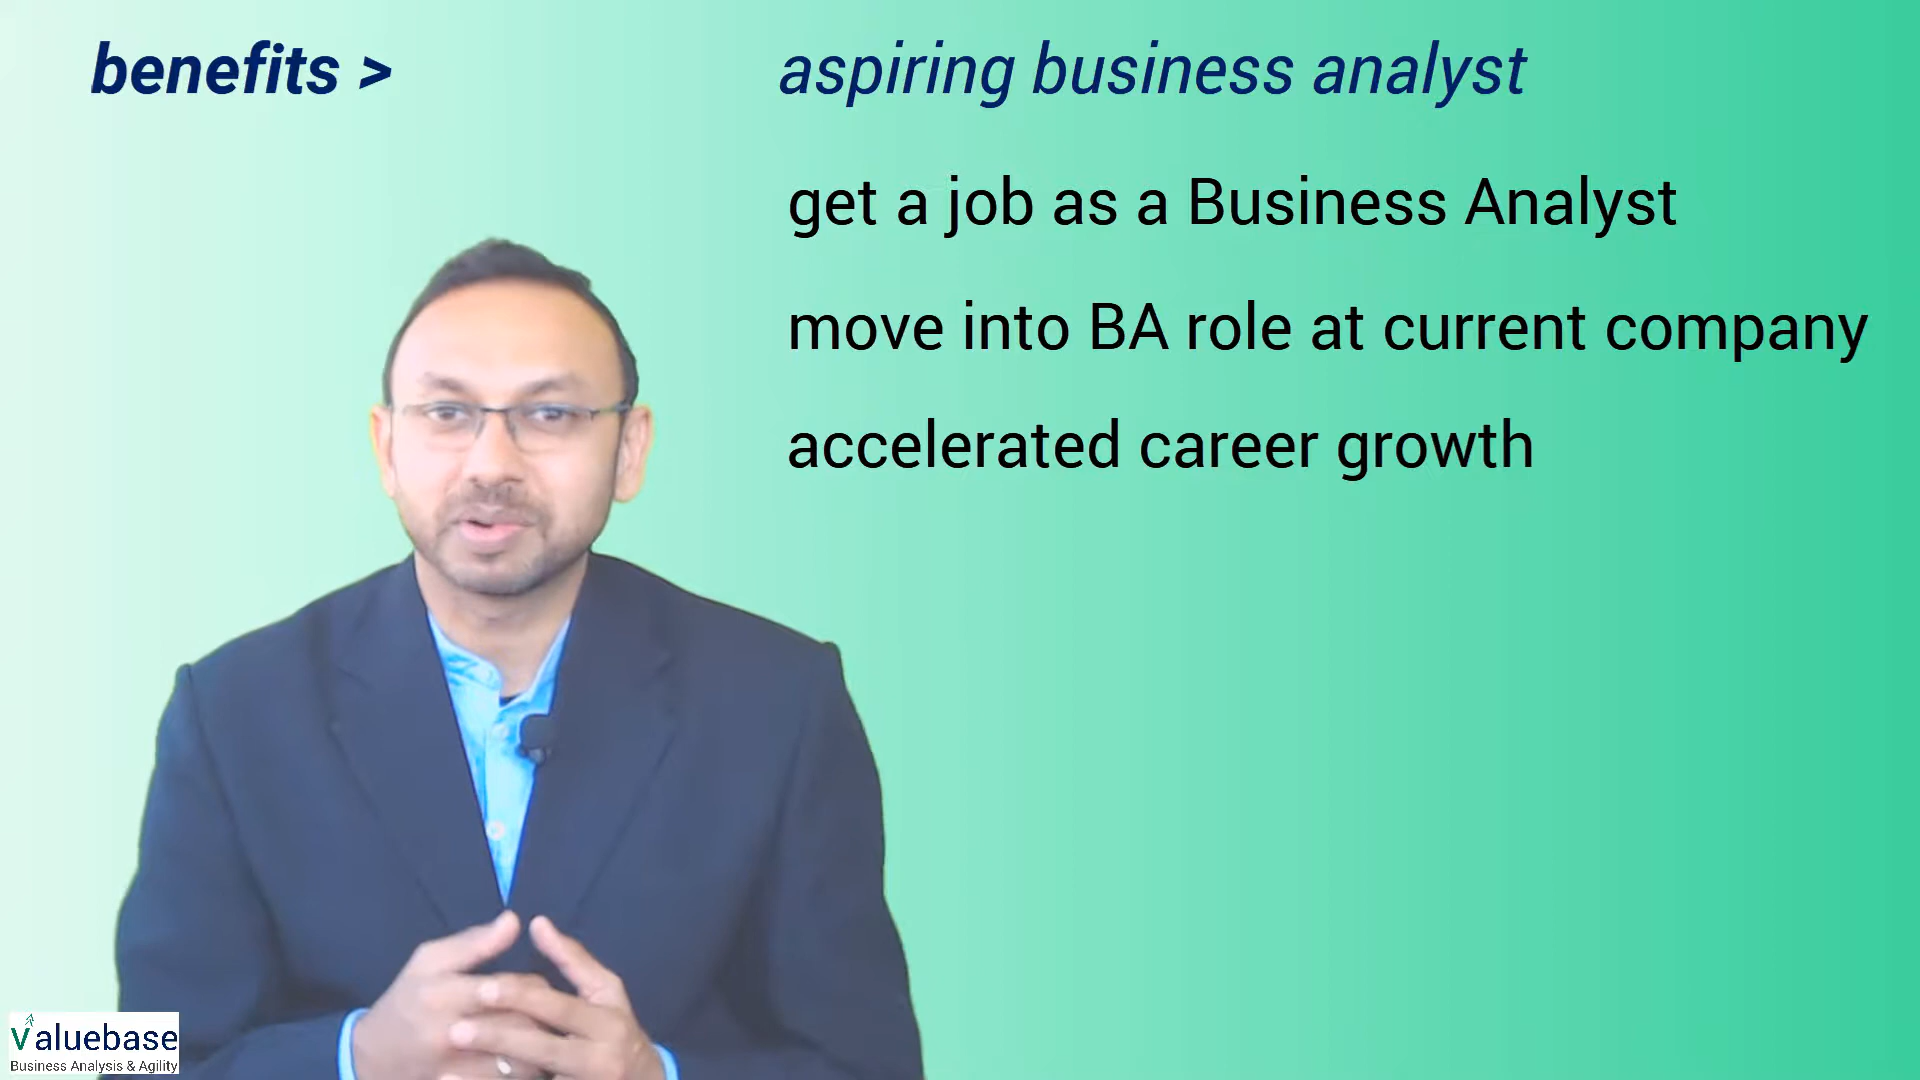 benefits >
aspiring business analyst
get a job as a Business Analyst
move into BA role at current company
accelerated career growth
Valuebase
Business Analysis & Agility